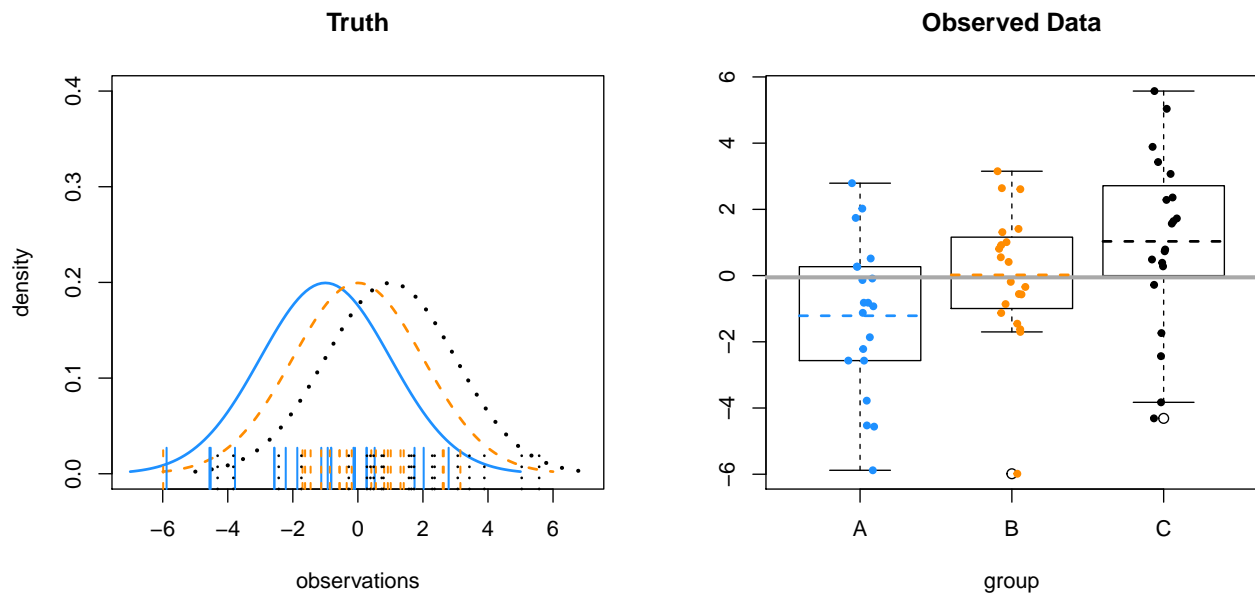 Truth
density
0.0
0.1
0.2
0.3
0.4
−6 −4 −2 0 2 4 6
observations
Observed Data
−6
−4
−2
0
2
4
6
A B C
group